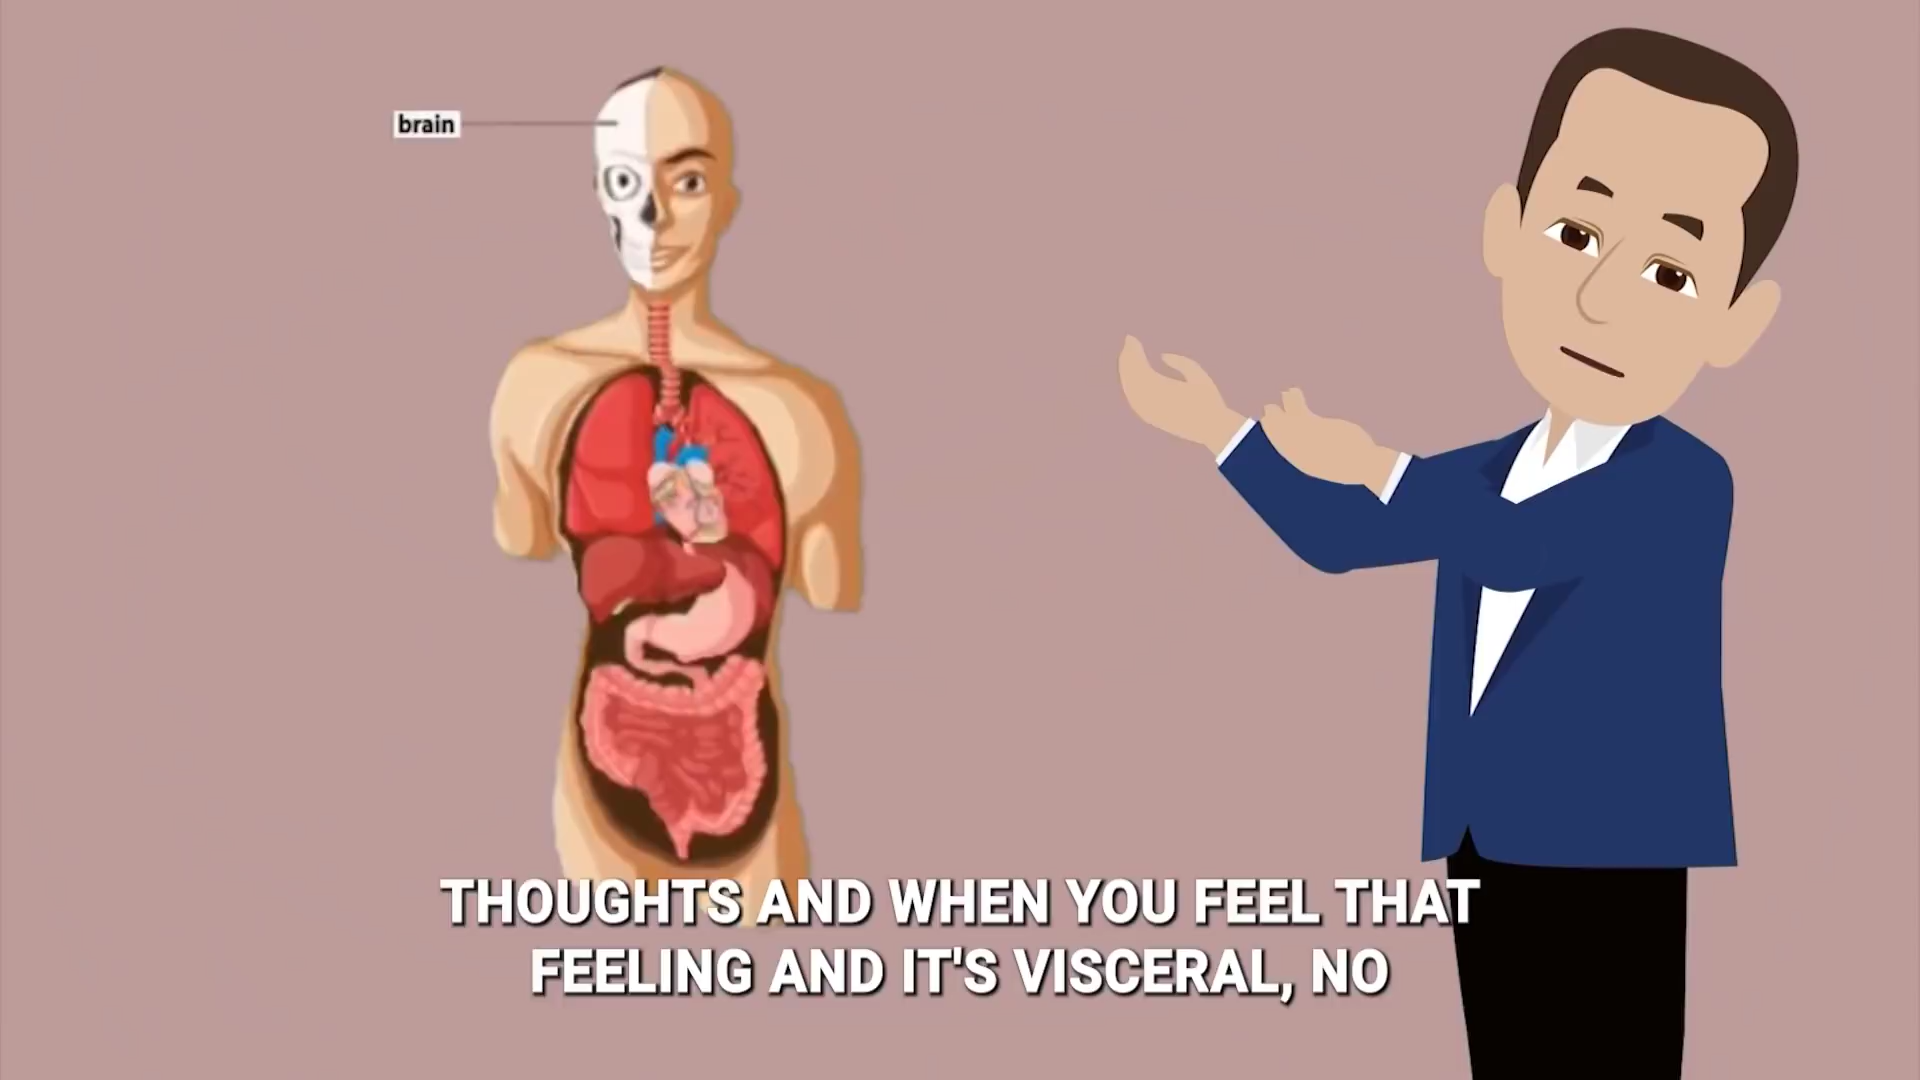 brain
THOUGHTS AND WHEN YOU FEEL THAT
FEELING AND IT'S VISCERAL, NO